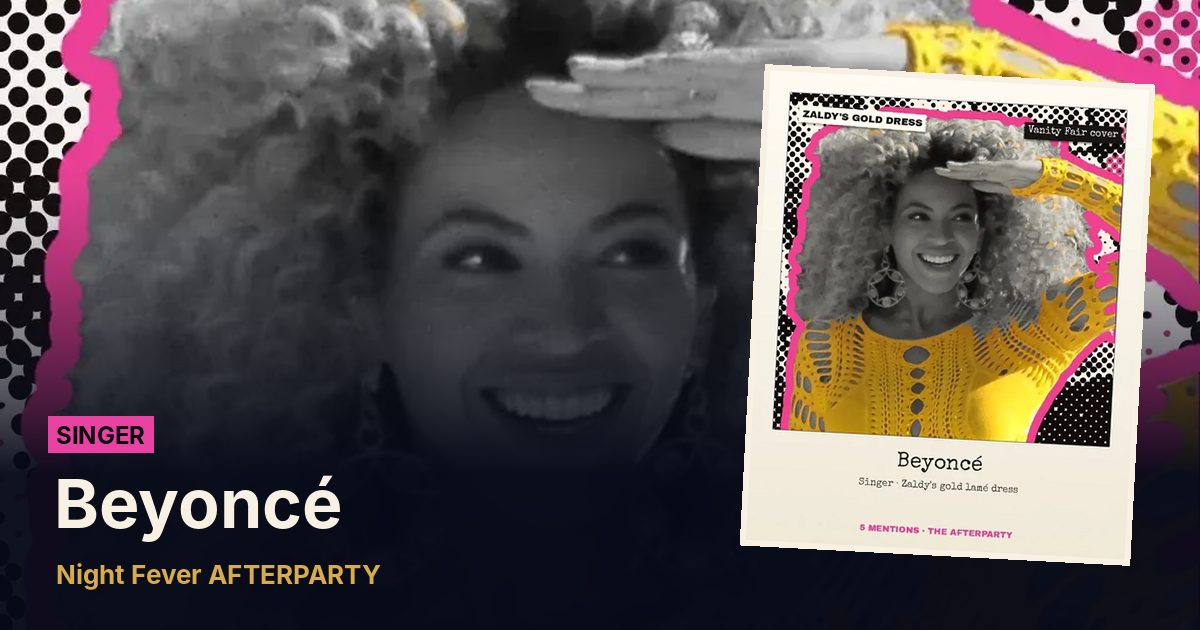 SINGER
Beyoncé
Night Fever AFTERPARTY
ZALDY'S GOLD DRESS
Vanity Fair cover
Beyoncé
Singer · Zaldy's gold lamé dress
5 MENTIONS · THE AFTERPARTY